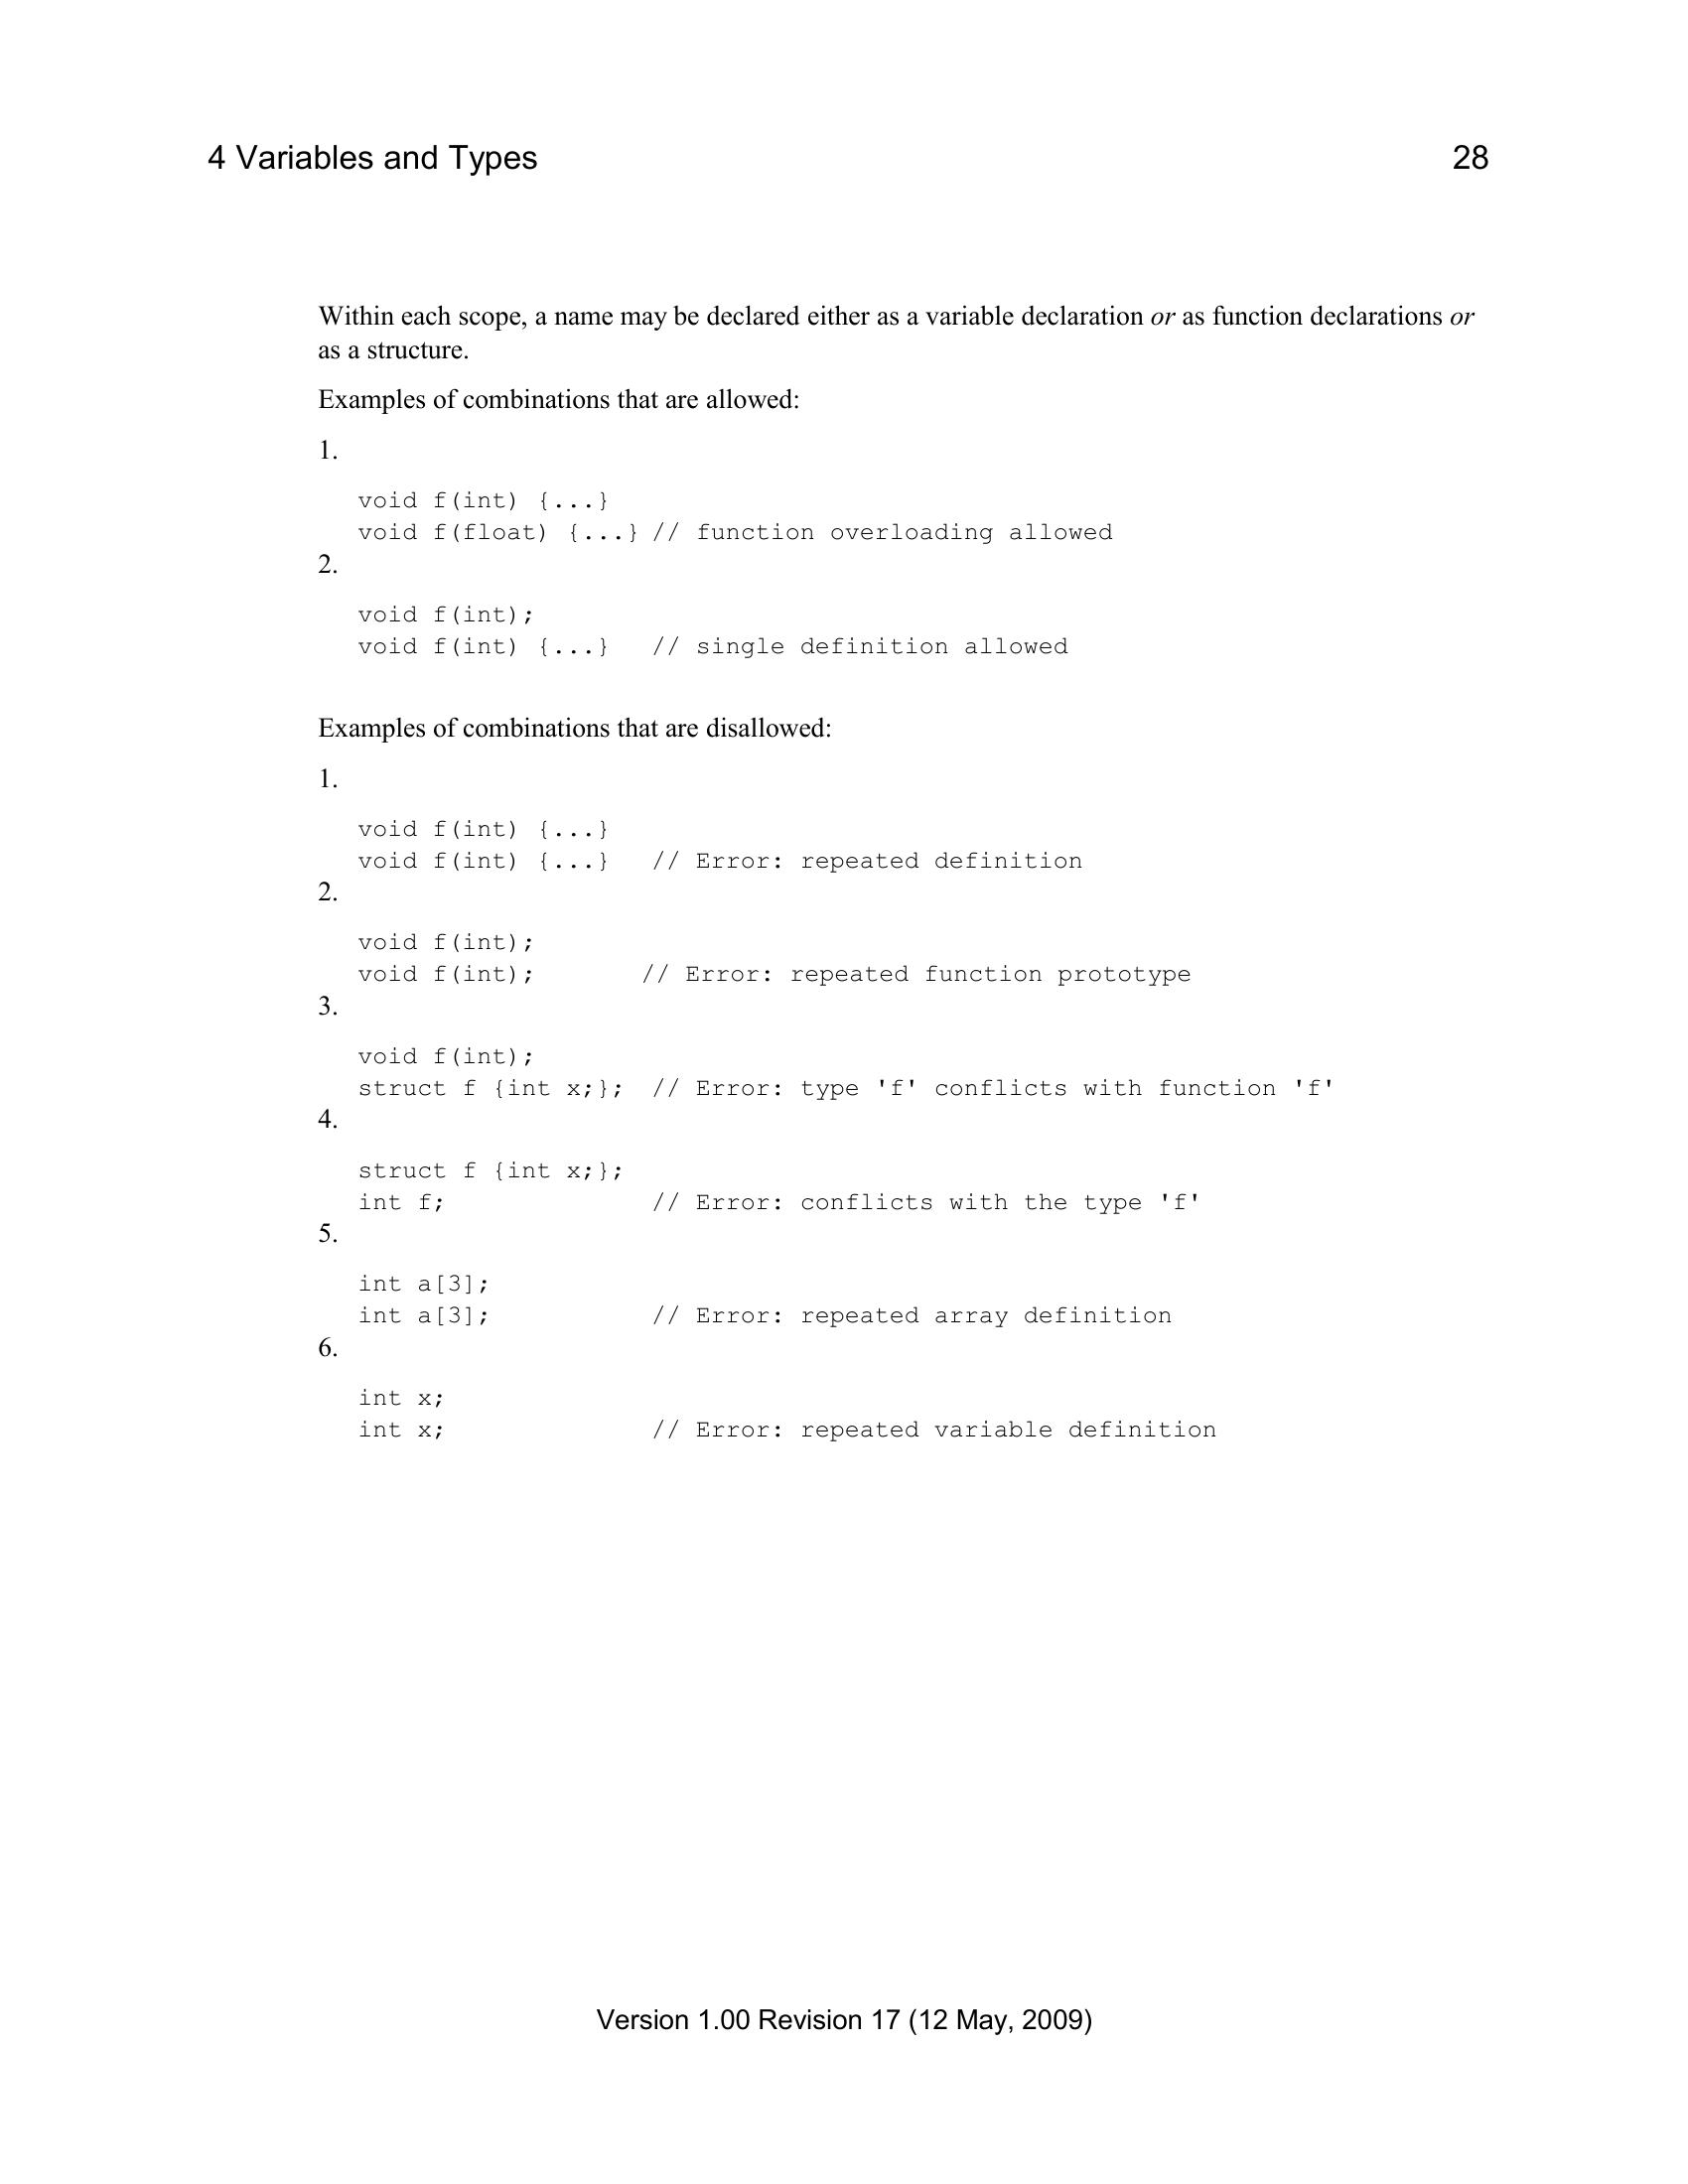 4 Variables and Types 28
Within each scope, a name may be declared either as a variable declaration or as function declarations or
as a structure.
Examples of combinations that are allowed:
1.
void f(int) {...}
void f(float) {...} // function overloading allowed
2.
void f(int);
void f(int) {...} // single definition allowed
Examples of combinations that are disallowed:
1.
void f(int) {...}
void f(int) {...} // Error: repeated definition
2.
void f(int);
void f(int); // Error: repeated function prototype
3.
void f(int);
struct f {int x;}; // Error: type 'f' conflicts with function 'f'
4.
struct f {int x;};
int f; // Error: conflicts with the type 'f'
5.
int a[3];
int a[3]; // Error: repeated array definition
6.
int x;
int x; // Error: repeated variable definition
Version 1.00 Revision 17 (12 May, 2009)